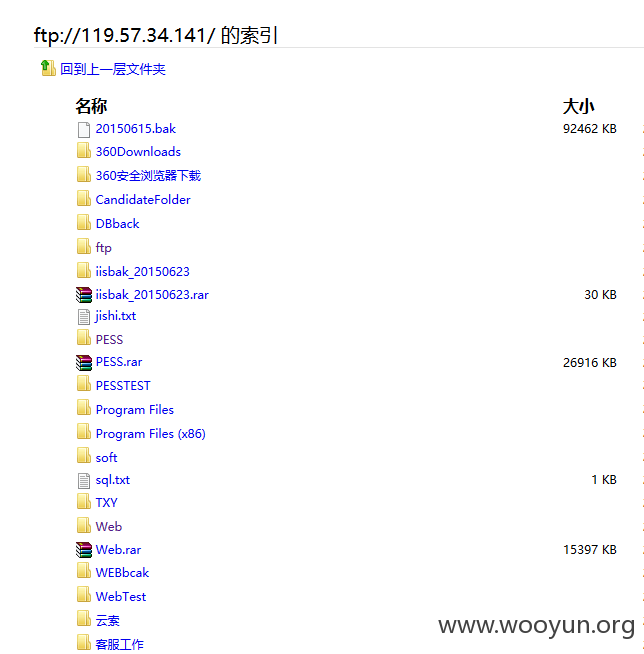 ftp://119.57.34.141/ 的索引
回到上一层文件夹
名称 大小
20150615.bak 92462 KB
360Downloads
360安全浏览器下载
CandidateFolder
DBback
ftp
iisbak_20150623
iisbak_20150623.rar 30 KB
jishi.txt
PESS
PESS.rar 26916 KB
PESSTEST
Program Files
Program Files (x86)
soft
sql.txt 1 KB
TXY
Web
Web.rar 15397 KB
WEBbcak
WebTest
云索
客服工作
www.wooyun.org